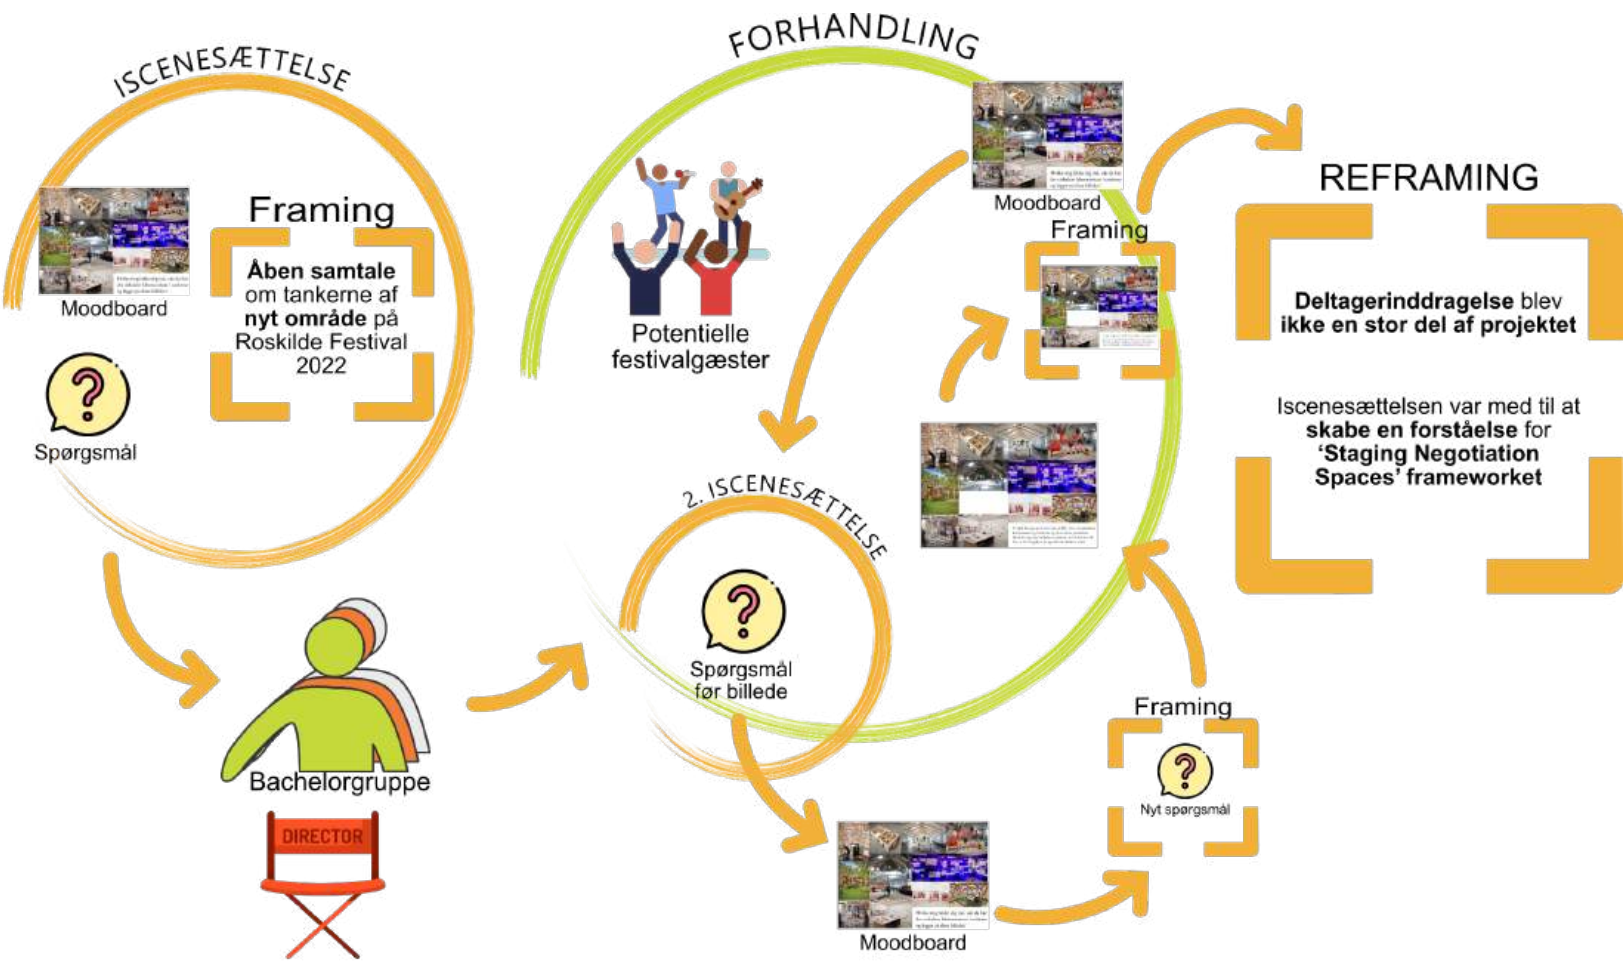 ISCENESÆTTELSE
Moodboard
Framing
Åben samtale
om tankerne af
nyt område på
Roskilde Festival
2022
Spørgsmål
Bachelorgruppe
DIRECTOR
FORHANDLING
Potentielle
festivalgæster
Moodboard
Framing
2. ISCENESÆTTELSE
Spørgsmål
før billede
Moodboard
Framing
Nyt spørgsmål
REFRAMING
Deltagerinddragelse blev
ikke en stor del af projektet
Iscenesættelsen var med til at
skabe en forståelse for
‘Staging Negotiation
Spaces’ frameworket